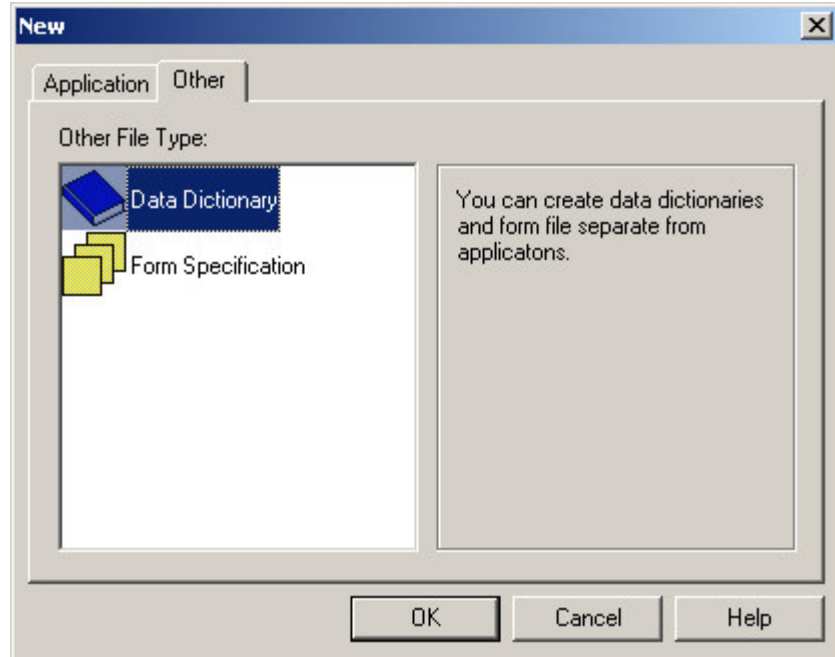 New
Application Other
Other File Type:
Data Dictionary
Form Specification
You can create data dictionaries
and form file separate from
applicatons.
OK Cancel Help